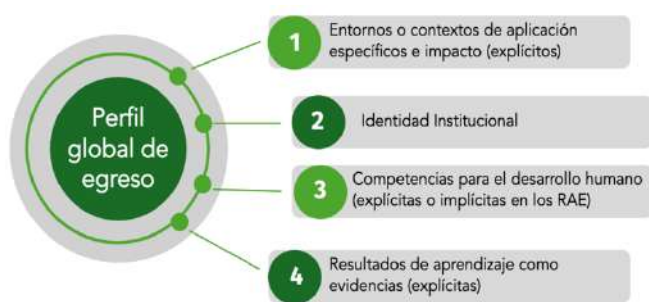 Perfil
global de
egreso
1
Entornos o contextos de aplicación
específicos e impacto (explícitos)
2
Identidad Institucional
3
Competencias para el desarrollo humano
(explícitas o implícitas en los RAE)
4
Resultados de aprendizaje como
evidencias (explícitas)